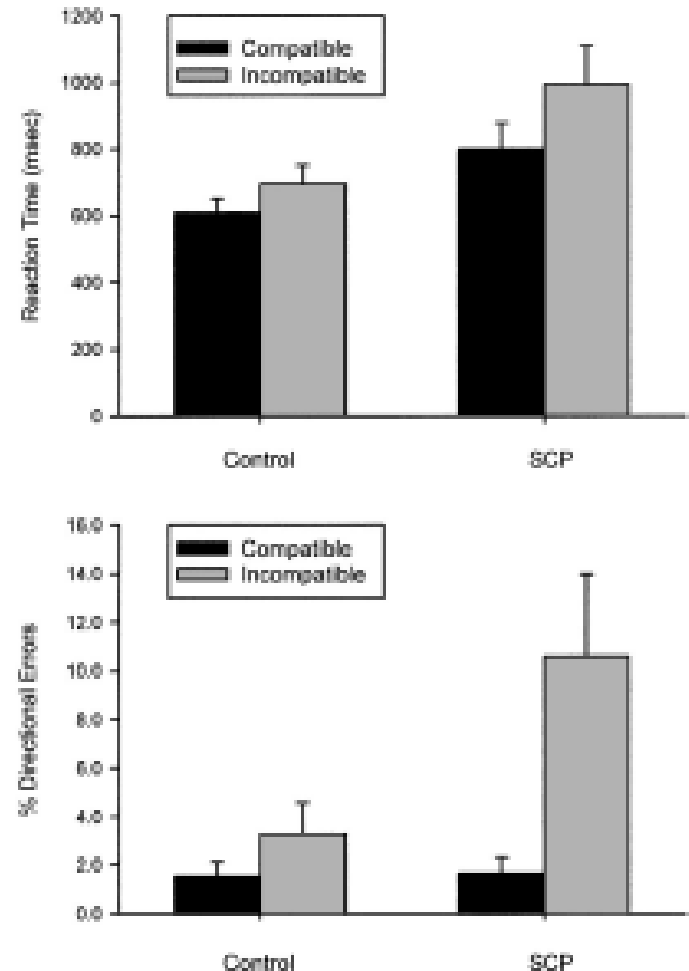 1200
1000
800
600
400
200
0
Reaction Time (msec)
Compatible
Incompatible
Control SCP
16.0
14.0
12.0
10.0
8.0
6.0
4.0
2.0
0.0
% Directional Errors
Compatible
Incompatible
Control SCP